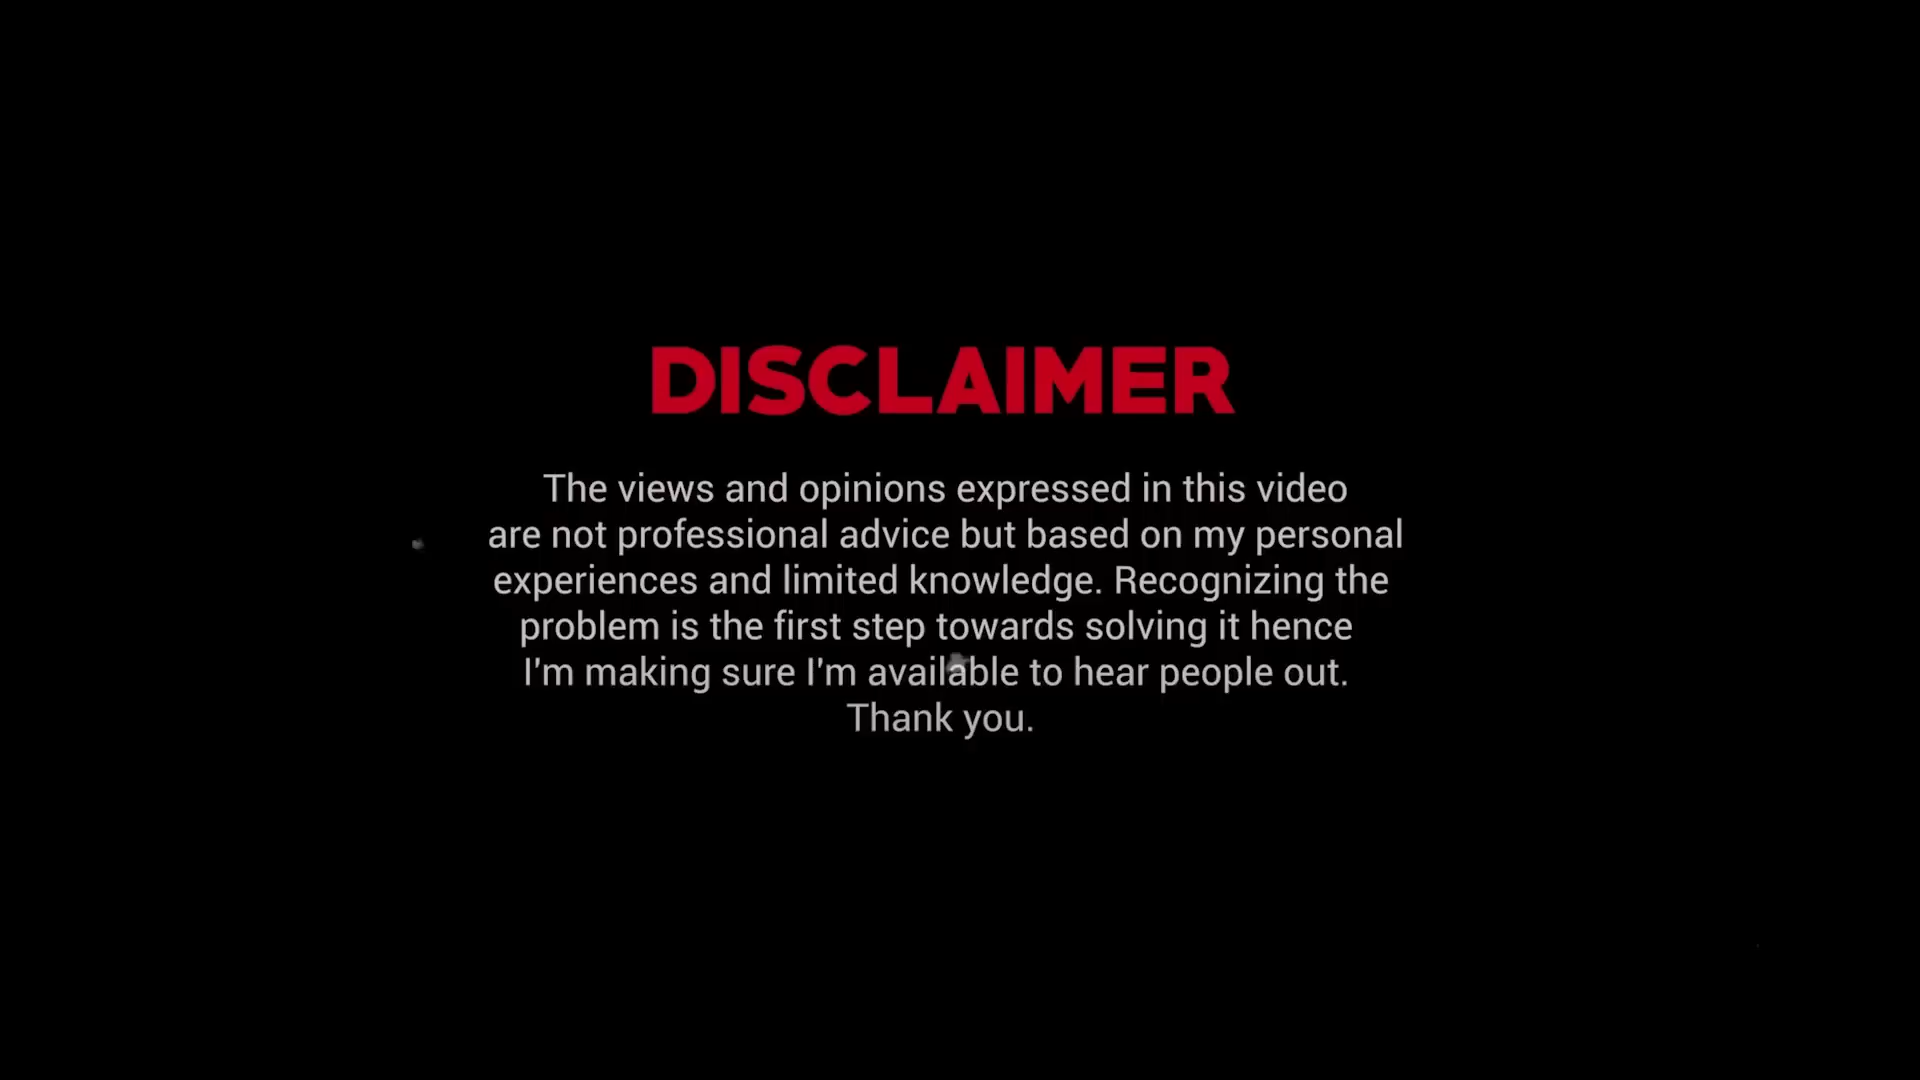 DISCLAIMER
The views and opinions expressed in this video
are not professional advice but based on my personal
experiences and limited knowledge. Recognizing the
problem is the first step towards solving it hence
I'm making sure I'm available to hear people out.
Thank you.